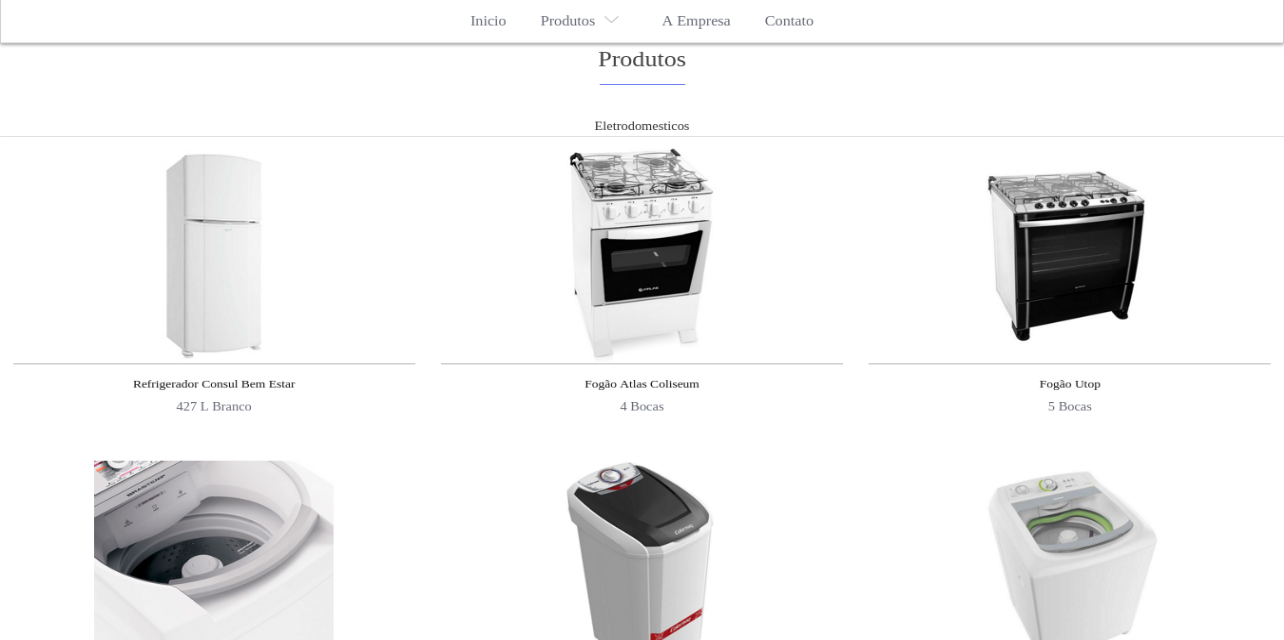 Inicio Produtos A Empresa Contato
Produtos
Eletrodomesticos
Refrigerador Consul Bem Estar
427 L Branco
Fogão Atlas Coliseum
4 Bocas
Fogão Utop
5 Bocas
BRASTEMP